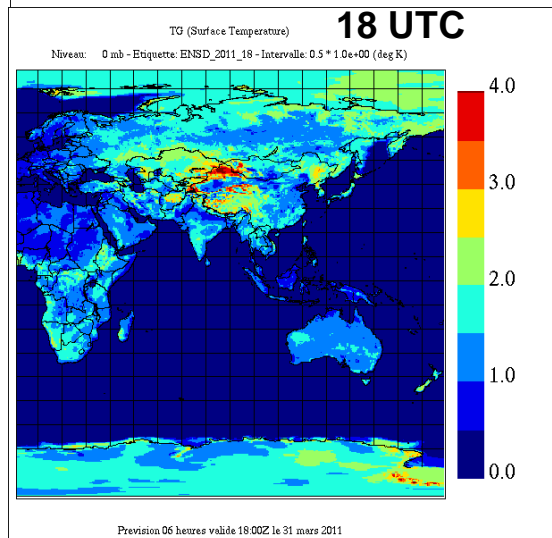 TG (Surface Temperature) 18 UTC
Niveau: 0 mb - Etiquette: ENSD_2011_18 - Intervalle: 0.5 * 1.0e+00 (deg K)
4.0
3.0
2.0
1.0
0.0
Prevision 06 heures valide 18:00Z le 31 mars 2011